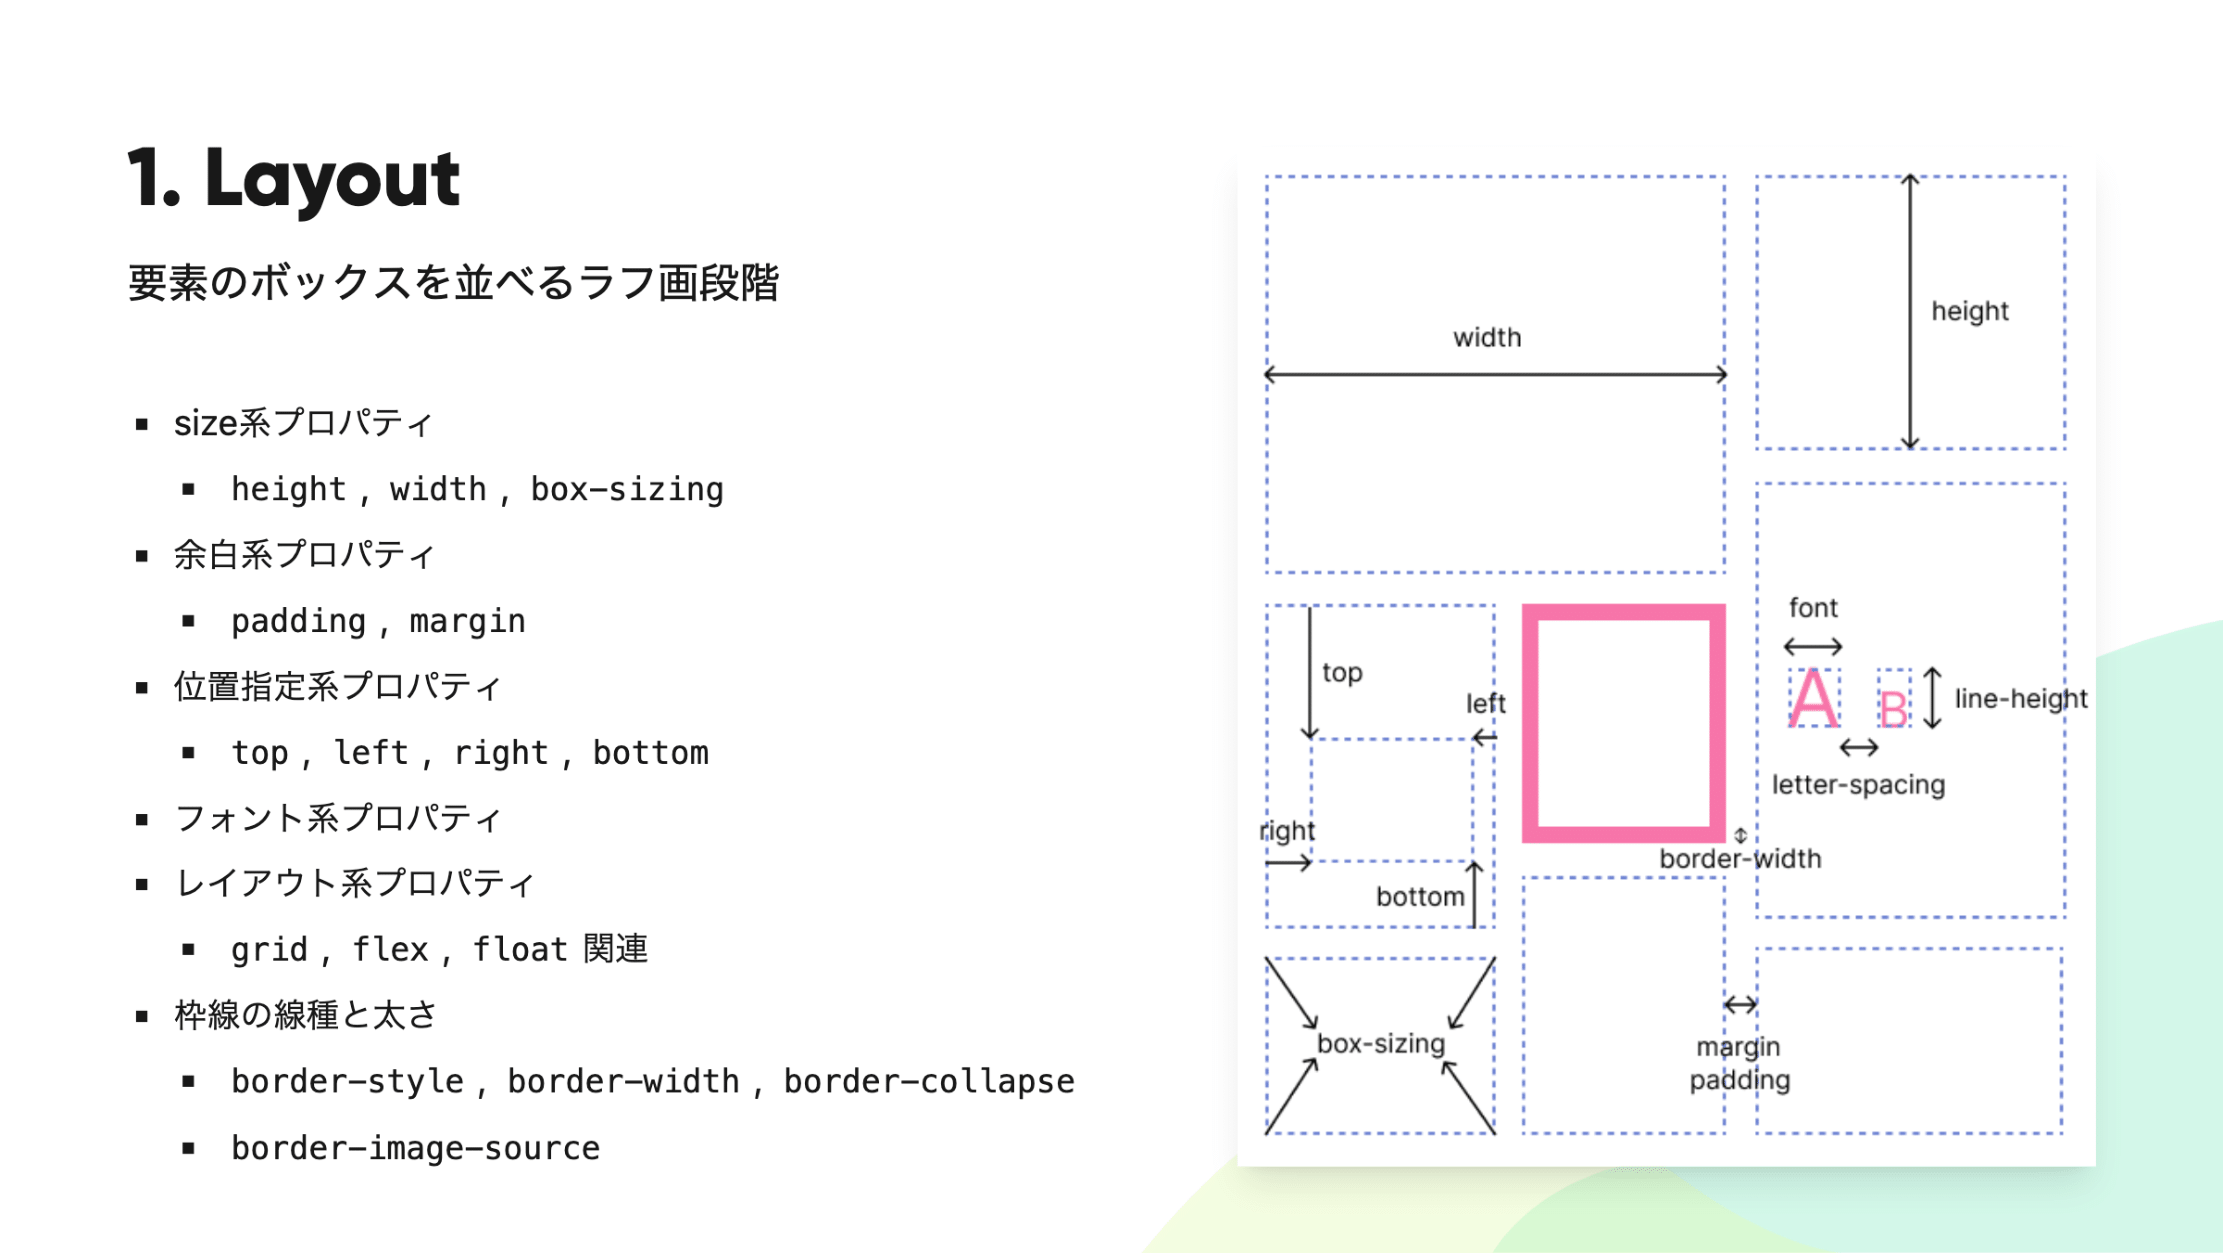 1. Layout
要素のボックスを並べるラフ画段階
size系プロパティ
height , width , box-sizing
余白系プロパティ
padding , margin
位置指定系プロパティ
top , left , right , bottom
フォント系プロパティ
レイアウト系プロパティ
grid , flex , float 関連
枠線の線種と太さ
border-style , border-width , border-collapse
border-image-source
width
height
top
left
right
bottom
font
A B
line-height
letter-spacing
border-width
box-sizing
margin
padding